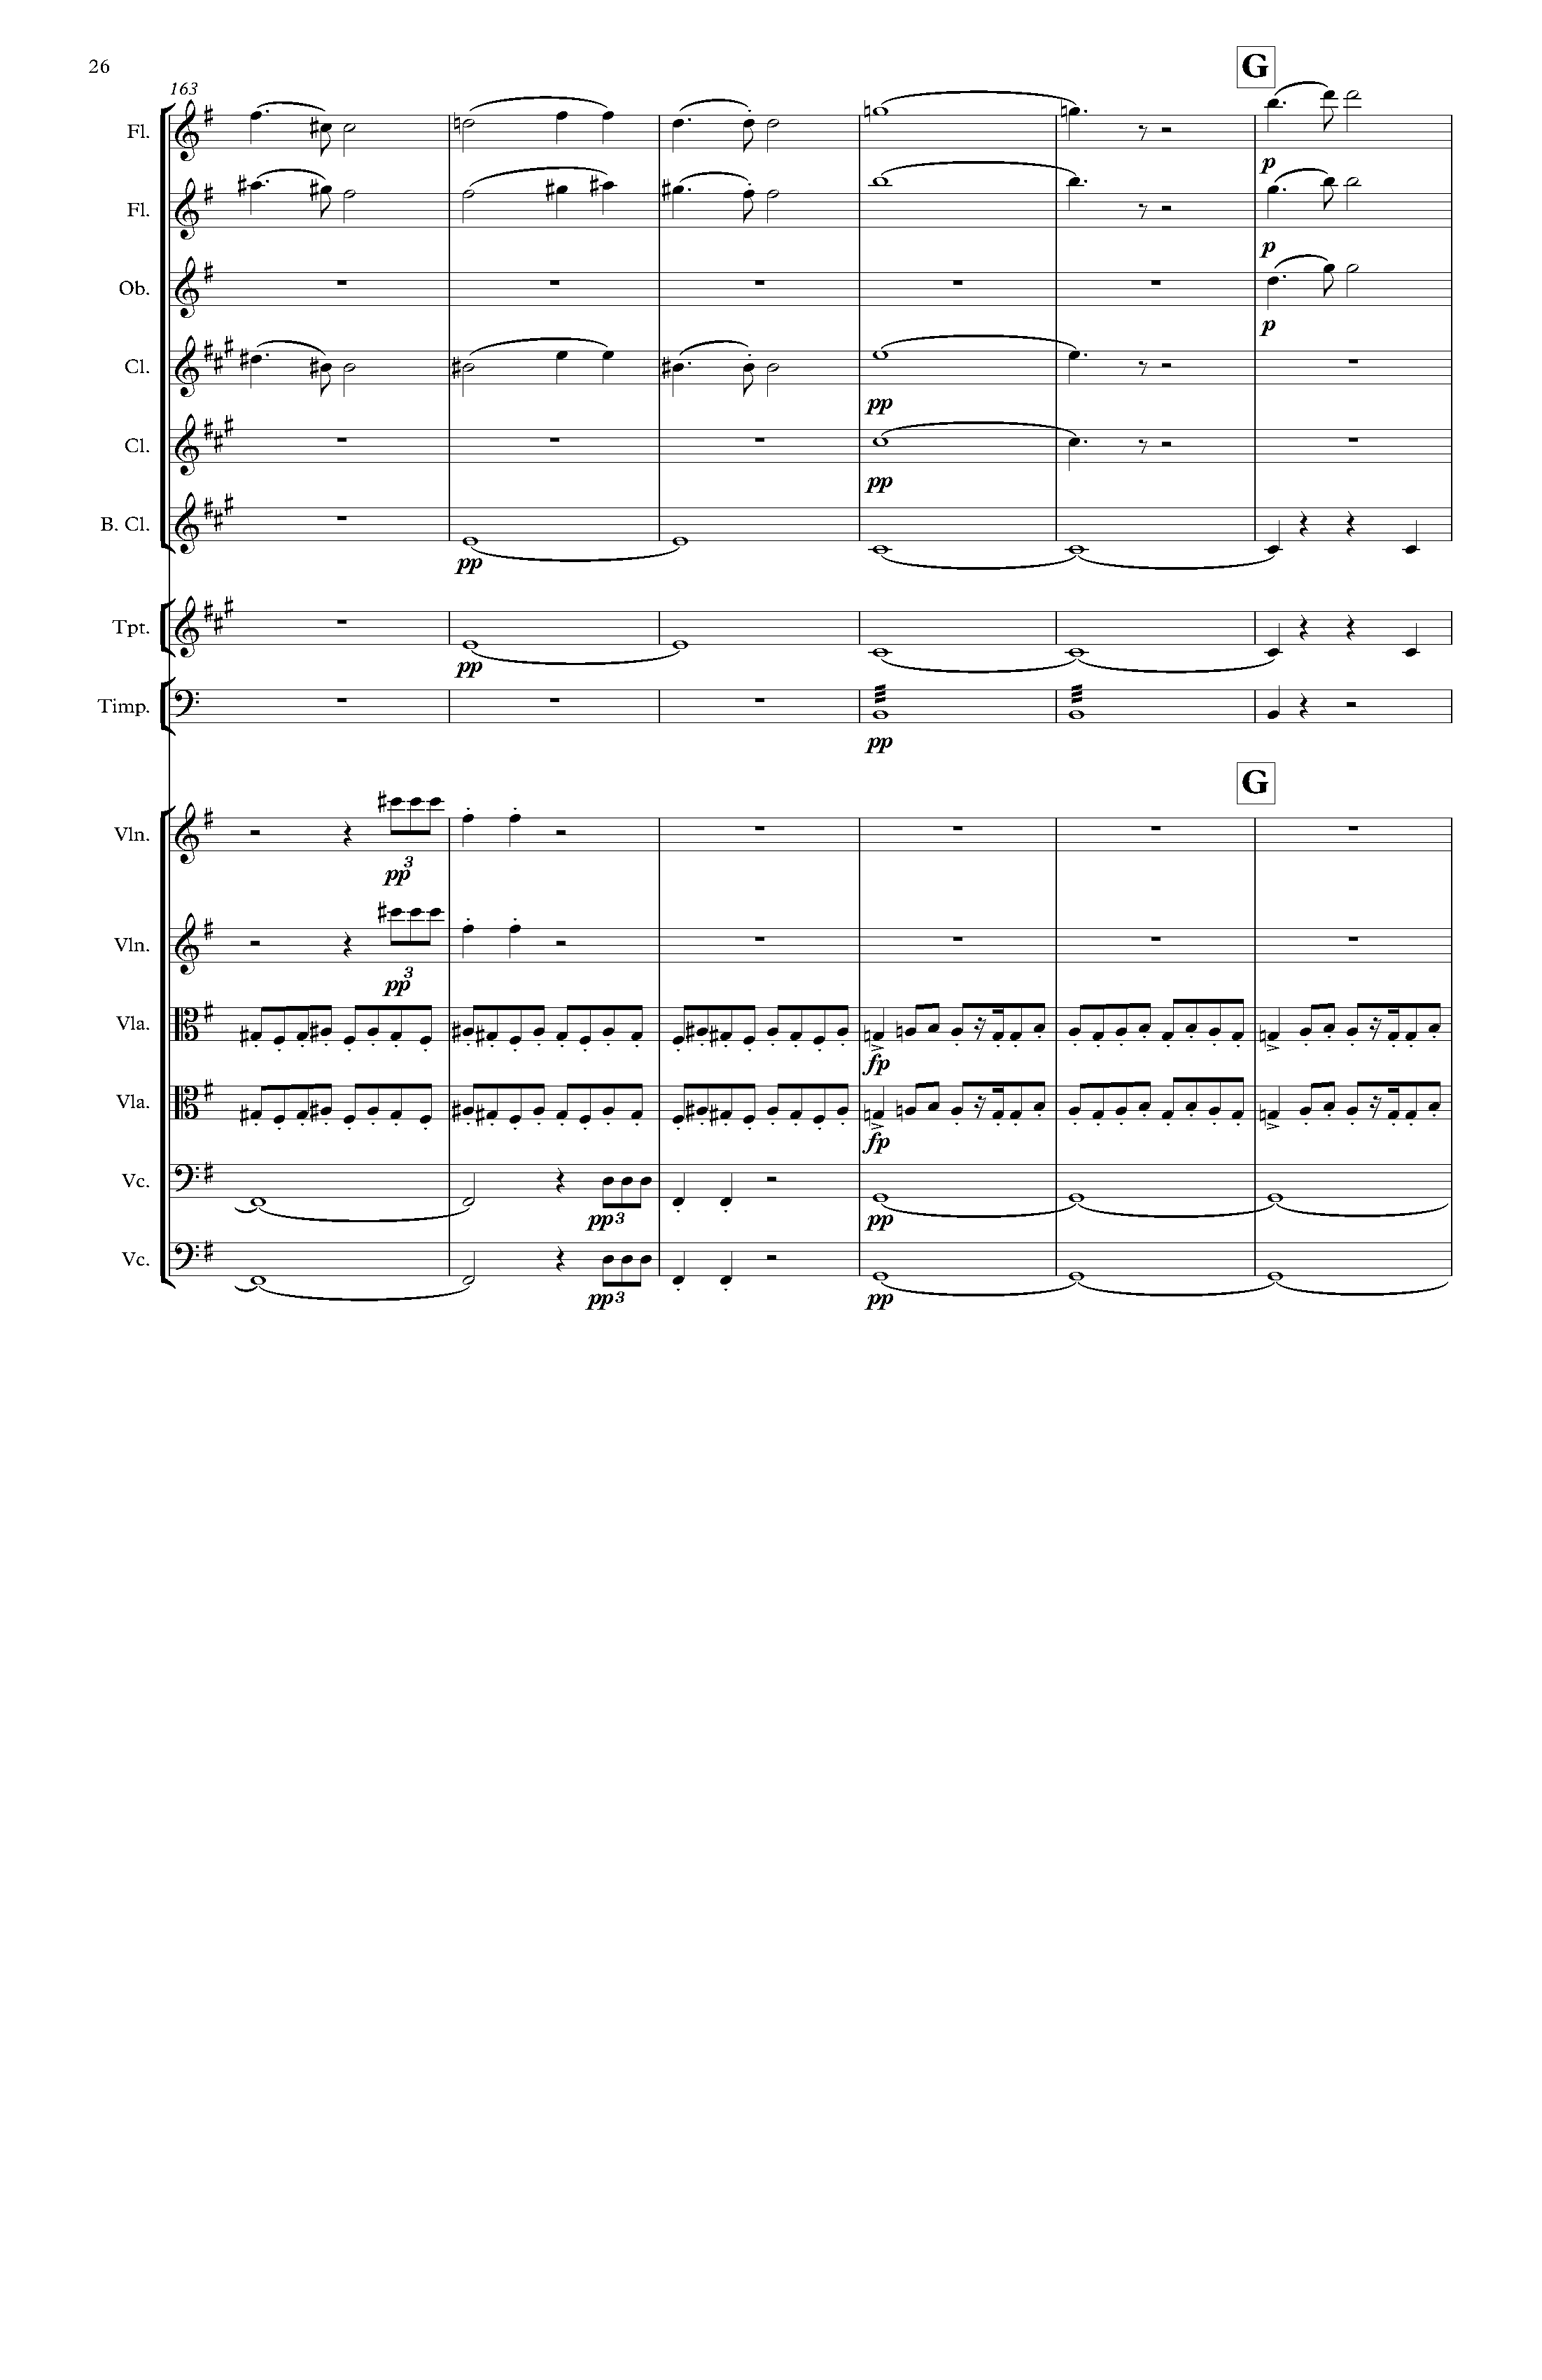 26
G
163
Fl.
p
Fl.
p
Ob.
p
Cl.
pp
Cl.
pp
B. Cl.
pp
Tpt.
pp
Timp.
pp
G
Vln.
3
pp
Vln.
3
pp
Vla.
fp
Vla.
fp
Vc.
pp 3 pp
Vc.
pp 3 pp